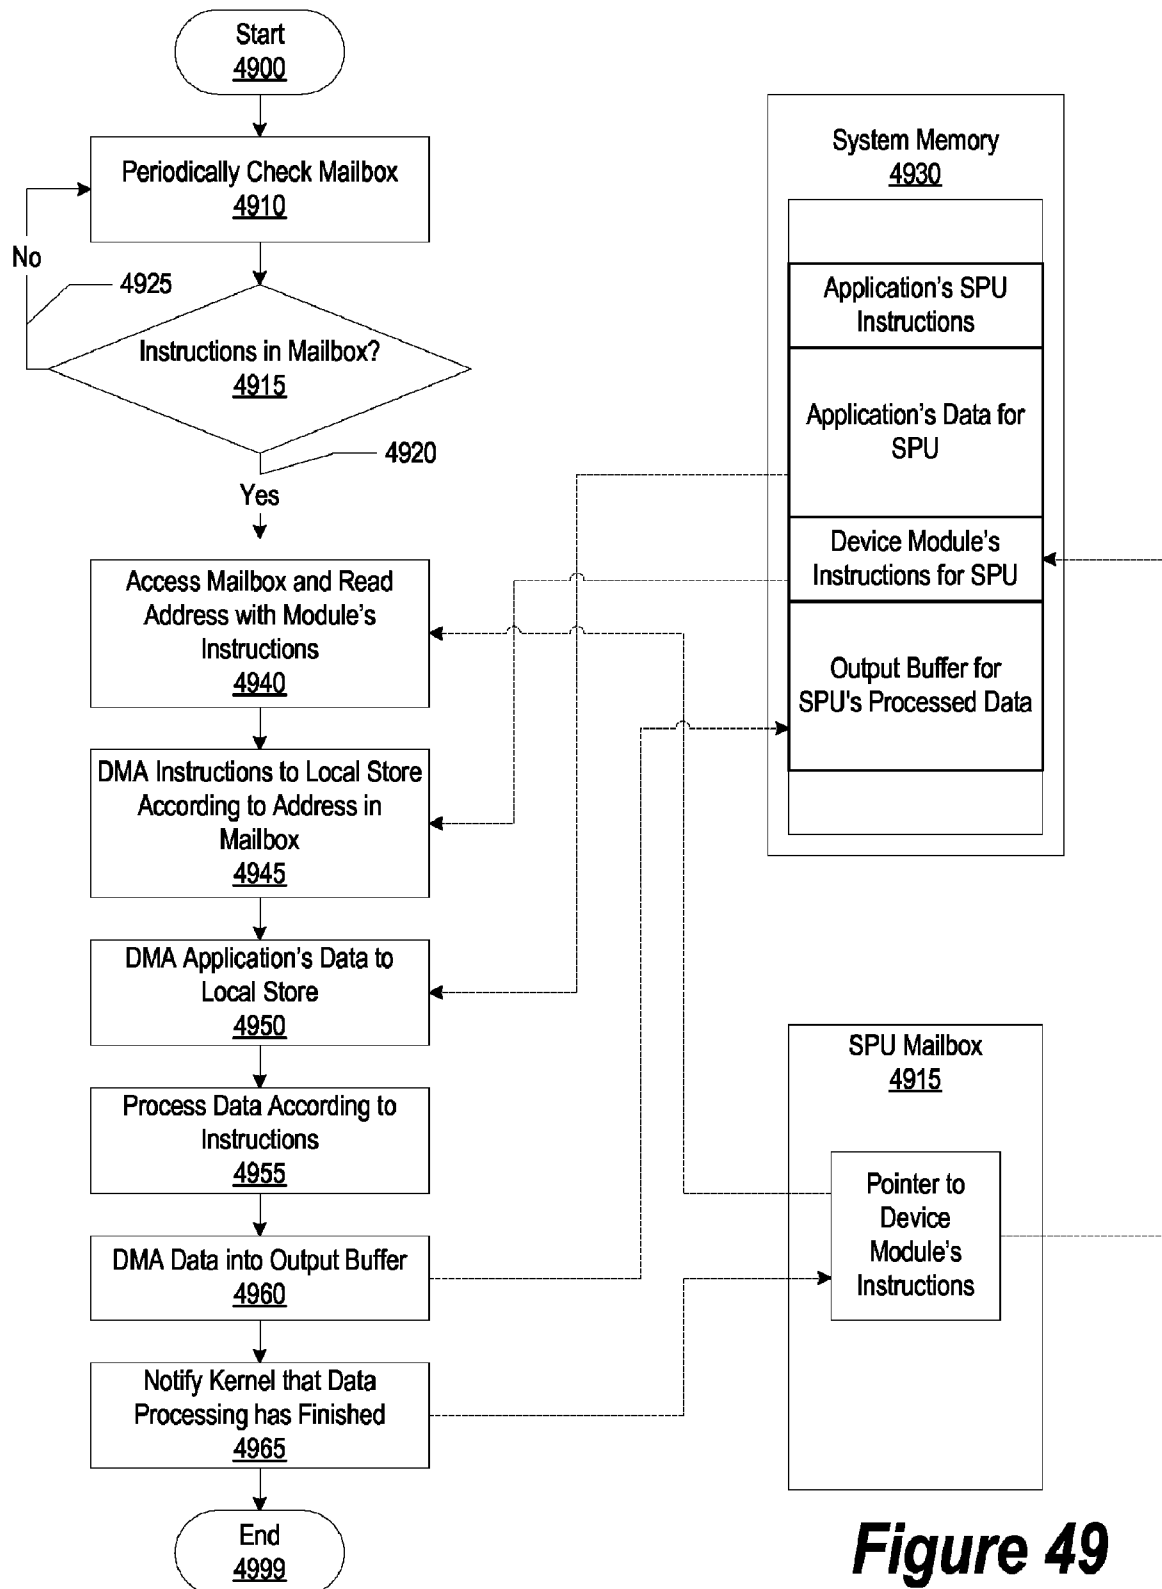 Start
4900
Periodically Check Mailbox
4910
No
4925
Instructions in Mailbox?
4915
4920
Yes
Access Mailbox and Read
Address with Module's
Instructions
4940
DMA Instructions to Local Store
According to Address in
Mailbox
4945
DMA Application's Data to
Local Store
4950
Process Data According to
Instructions
4955
DMA Data into Output Buffer
4960
Notify Kernel that Data
Processing has Finished
4965
End
4999
System Memory
4930
Application's SPU
Instructions
Application's Data for
SPU
Device Module's
Instructions for SPU
Output Buffer for
SPU's Processed Data
SPU Mailbox
4915
Pointer to
Device
Module's
Instructions
Figure 49